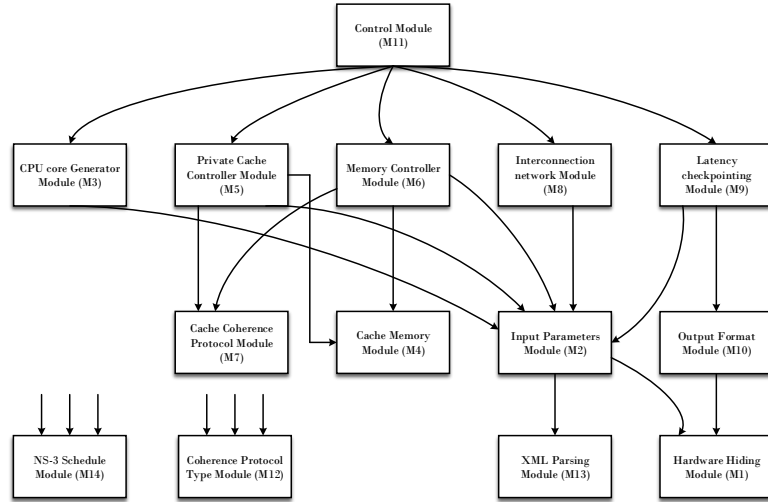 Control Module
(M11)
CPU core Generator
Module (M3)
Private Cache
Controller Module
(M5)
Memory Controller
Module (M6)
Interconnection
network Module
(M8)
Latency
checkpointing
Module (M9)
Cache Coherence
Protocol Module
(M7)
Cache Memory
Module (M4)
Input Parameters
Module (M2)
Output Format
Module (M10)
NS-3 Schedule
Module (M14)
Coherence Protocol
Type Module (M12)
XML Parsing
Module (M13)
Hardware Hiding
Module (M1)